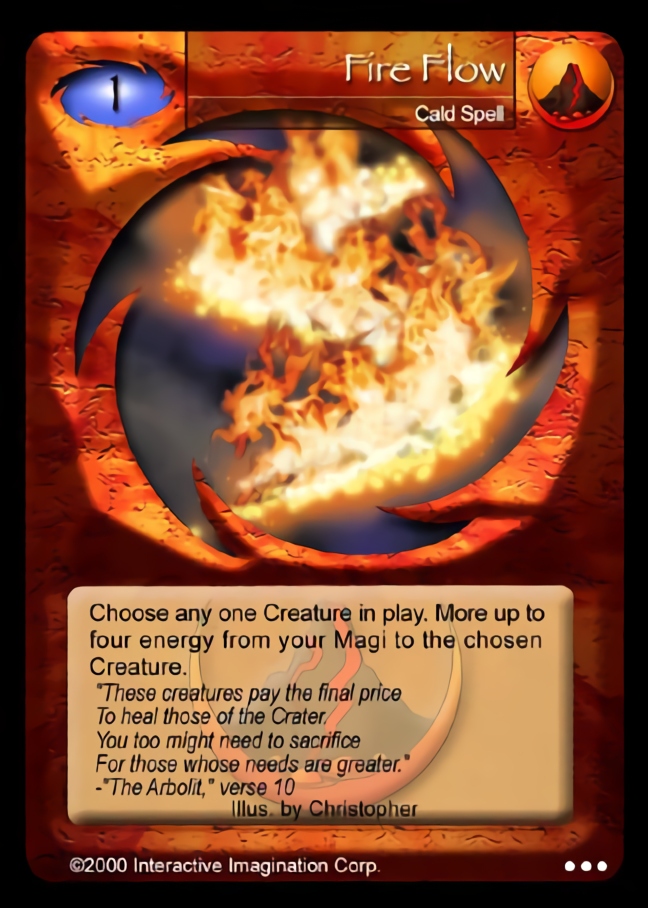 1
Fire Flow
Cald Spell
Choose any one Creature in play. More up to
four energy from your Magi to the chosen
Creature.
"These creatures pay the final price
To heal those of the Crater.
You too might need to sacrifice
For those whose needs are greater."
-"The Arbolit," verse 10
Illus. by Christopher
©2000 Interactive Imagination Corp.